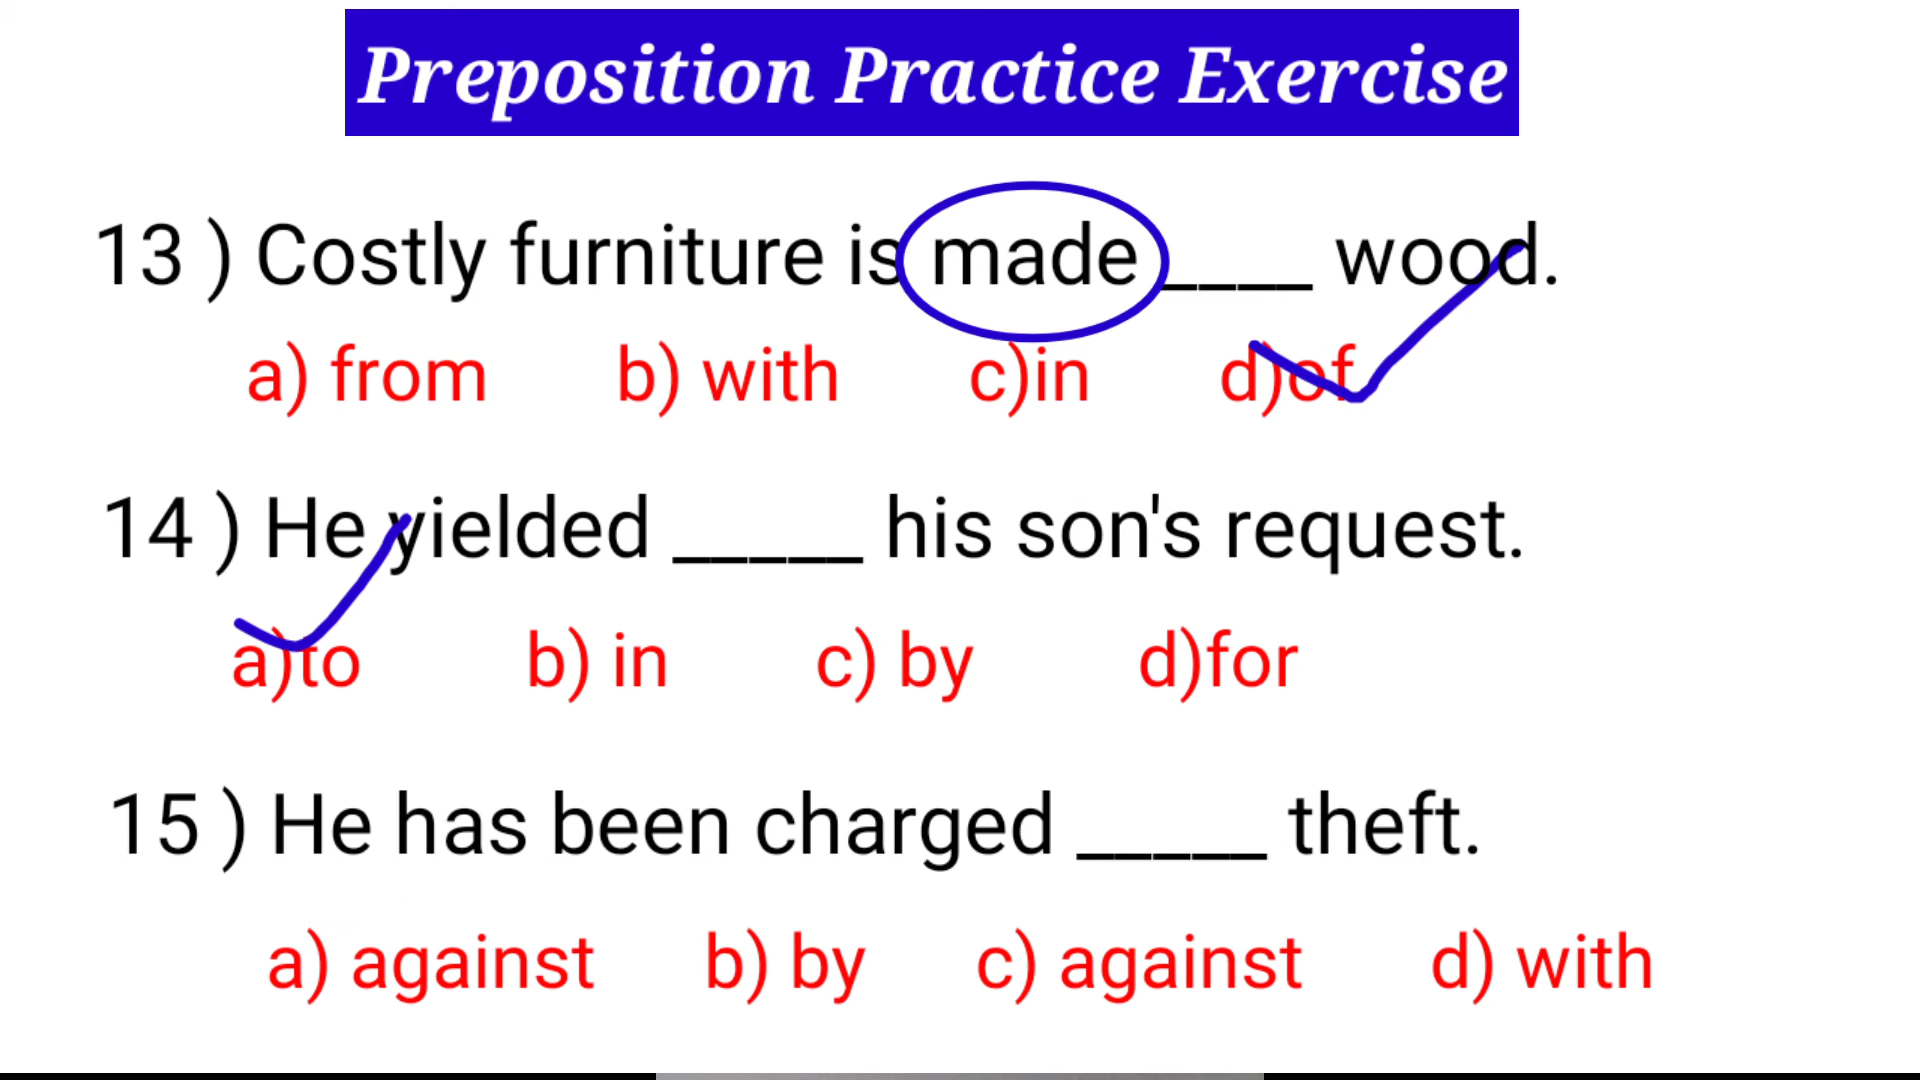 Preposition Practice Exercise
13 ) Costly furniture is made ____ wood.
a) from b) with c)in d)of
14 ) He yielded _____ his son's request.
a)to b) in c) by d)for
15 ) He has been charged _____ theft.
a) against b) by c) against d) with